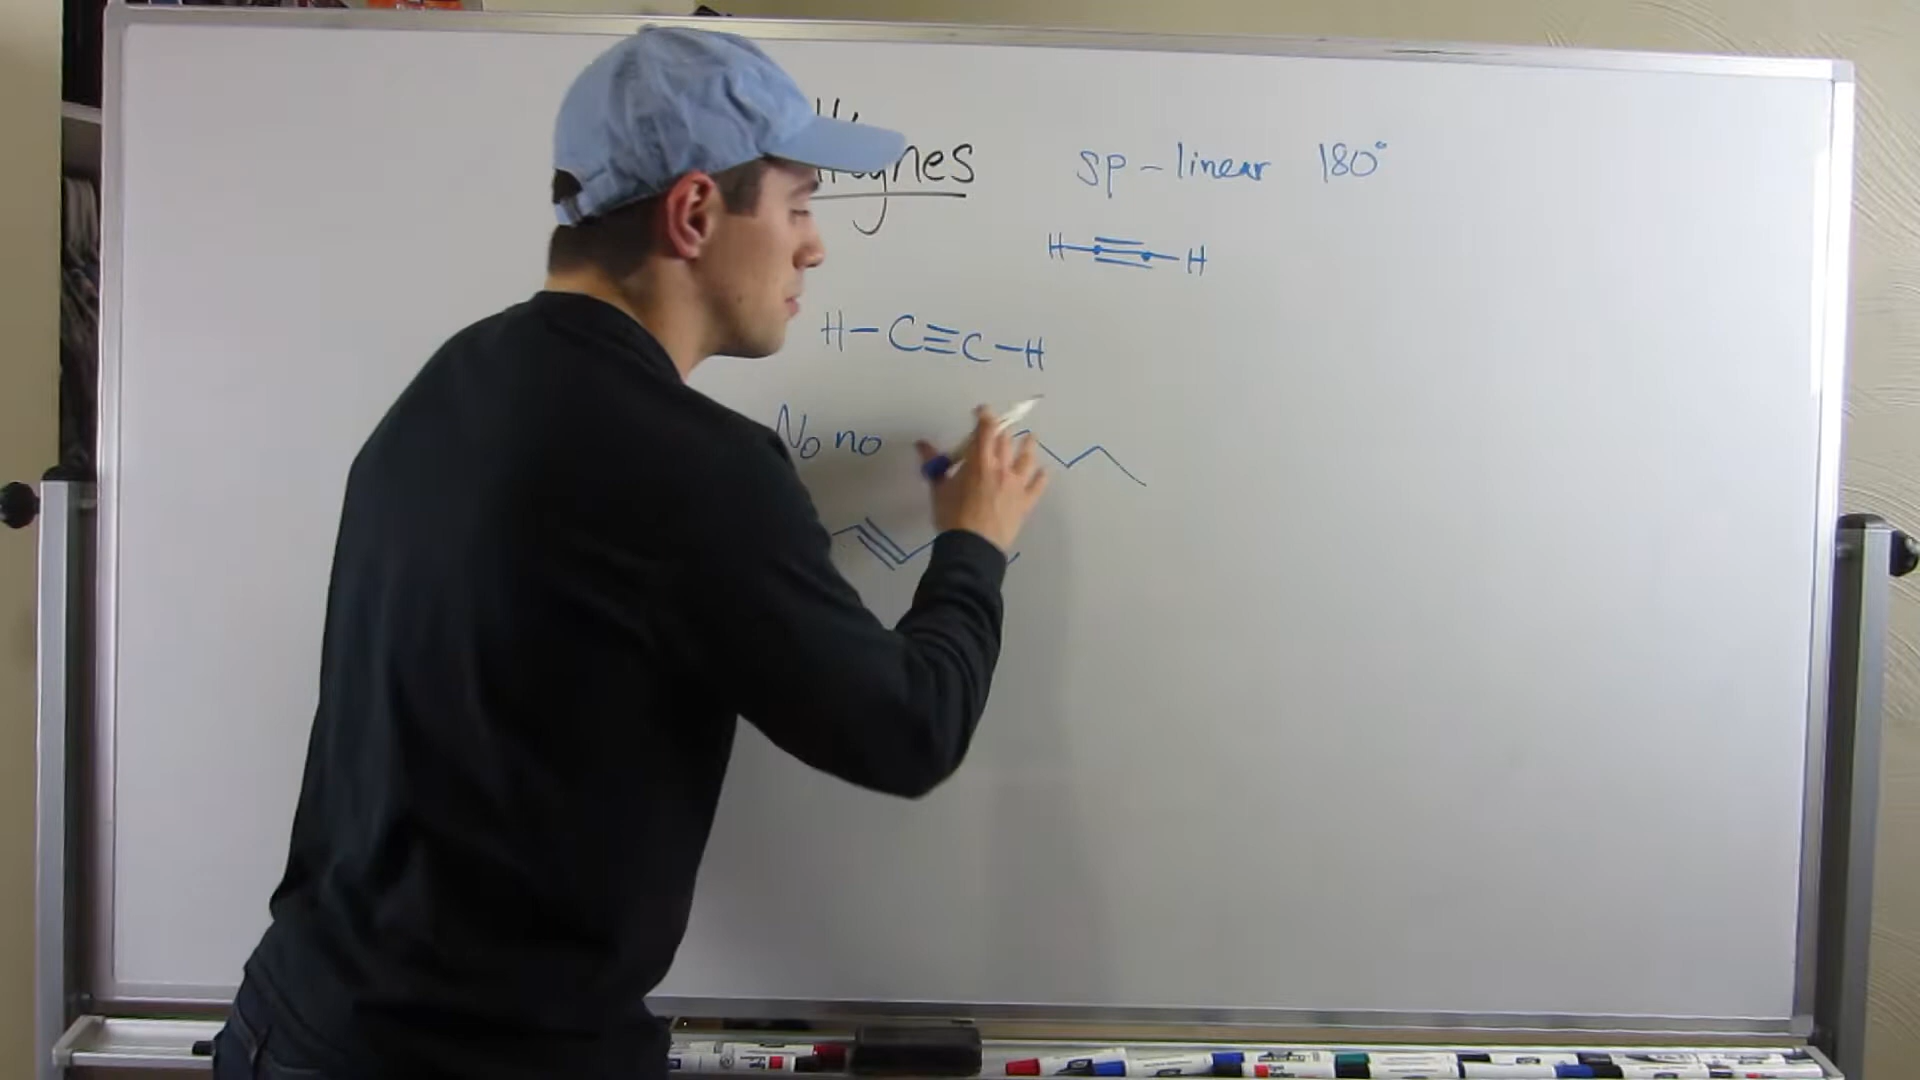 sp - linear 180°
H-≡-H
H-C≡C-H
No no